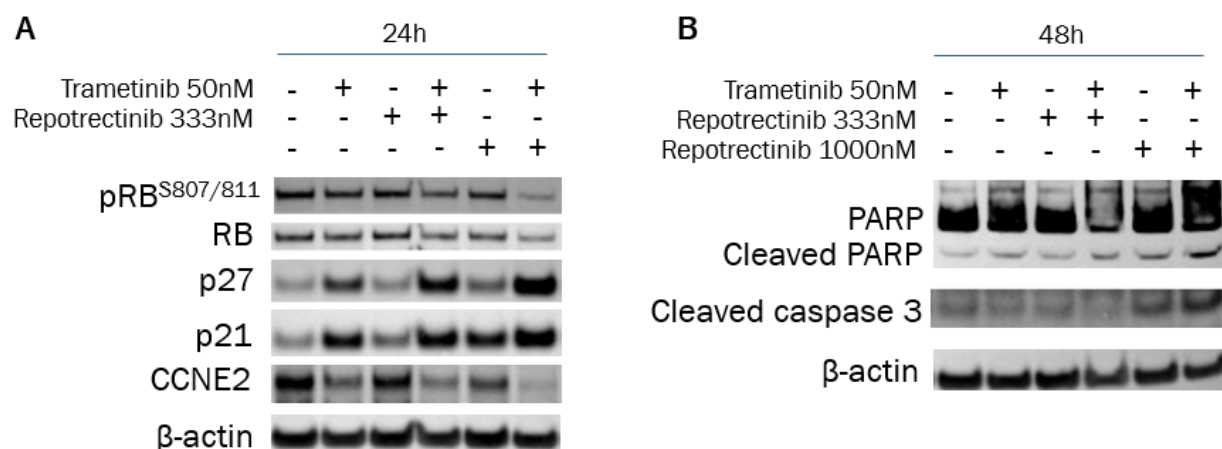 A
24h
Trametinib 50nM - + - + - +
Repotrectinib 333nM - - + + - -
- - - - + +
pRB^S807/811
RB
p27
p21
CCNE2
β-actin
B
48h
Trametinib 50nM - + - + - +
Repotrectinib 333nM - - + + - -
Repotrectinib 1000nM - - - - + +
PARP
Cleaved PARP
Cleaved caspase 3
β-actin